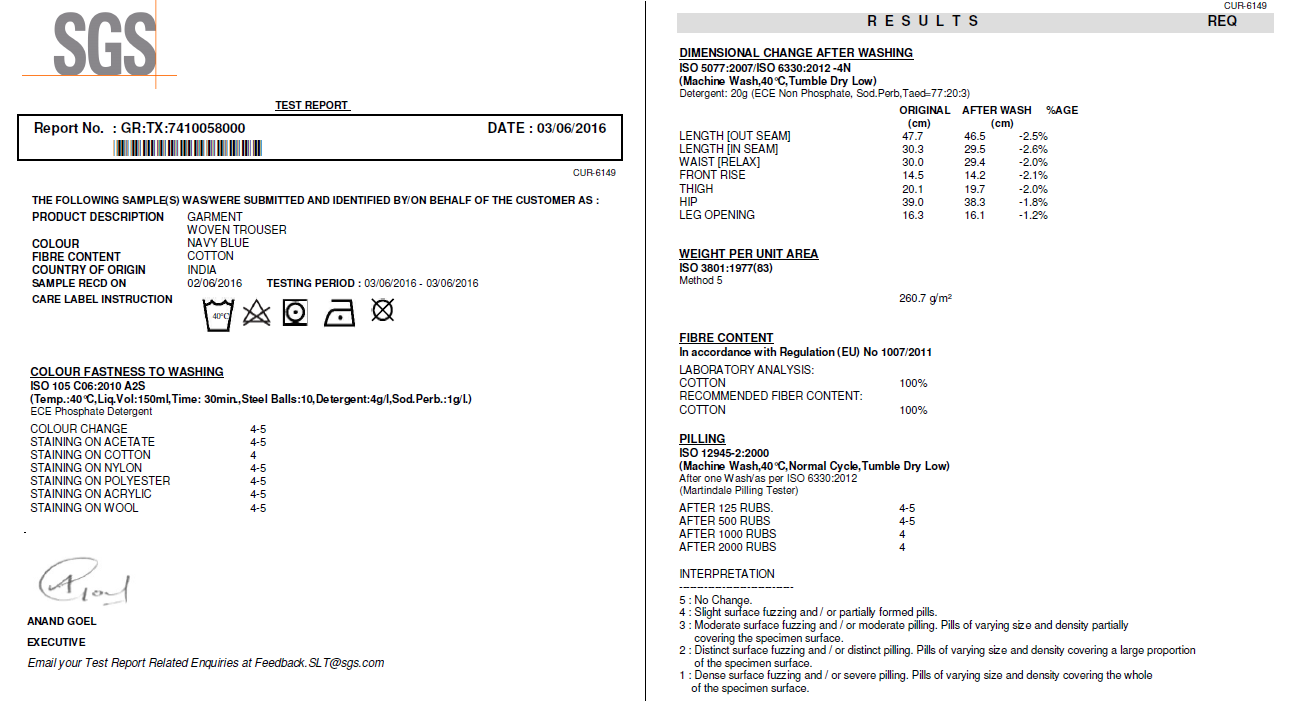 SGS
TEST REPORT
Report No. : GR:TX:7410058000 DATE : 03/06/2016
CUR-6149
THE FOLLOWING SAMPLE(S) WAS/WERE SUBMITTED AND IDENTIFIED BY/ON BEHALF OF THE CUSTOMER AS :
PRODUCT DESCRIPTION GARMENT
WOVEN TROUSER
COLOUR NAVY BLUE
FIBRE CONTENT COTTON
COUNTRY OF ORIGIN INDIA
SAMPLE RECD ON 02/06/2016 TESTING PERIOD : 03/06/2016 - 03/06/2016
CARE LABEL INSTRUCTION
40°C
COLOUR FASTNESS TO WASHING
ISO 105 C06:2010 A2S
(Temp.:40°C,Liq.Vol:150ml,Time: 30min.,Steel Balls:10,Detergent:4g/l,Sod.Perb.:1g/l.)
ECE Phosphate Detergent
COLOUR CHANGE 4-5
STAINING ON ACETATE 4-5
STAINING ON COTTON 4
STAINING ON NYLON 4-5
STAINING ON POLYESTER 4-5
STAINING ON ACRYLIC 4-5
STAINING ON WOOL 4-5
.
ANAND GOEL
EXECUTIVE
Email your Test Report Related Enquiries at Feedback.SLT@sgs.com
CUR-6149
RESULTS REQ
DIMENSIONAL CHANGE AFTER WASHING
ISO 5077:2007/ISO 6330:2012 -4N
(Machine Wash,40°C,Tumble Dry Low)
Detergent: 20g (ECE Non Phosphate, Sod.Perb,Taed=77:20:3)
ORIGINAL AFTER WASH %AGE
(cm) (cm)
LENGTH [OUT SEAM] 47.7 46.5 -2.5%
LENGTH [IN SEAM] 30.3 29.5 -2.6%
WAIST [RELAX] 30.0 29.4 -2.0%
FRONT RISE 14.5 14.2 -2.1%
THIGH 20.1 19.7 -2.0%
HIP 39.0 38.3 -1.8%
LEG OPENING 16.3 16.1 -1.2%
WEIGHT PER UNIT AREA
ISO 3801:1977(83)
Method 5
260.7 g/m²
FIBRE CONTENT
In accordance with Regulation (EU) No 1007/2011
LABORATORY ANALYSIS:
COTTON 100%
RECOMMENDED FIBER CONTENT:
COTTON 100%
PILLING
ISO 12945-2:2000
(Machine Wash,40°C,Normal Cycle,Tumble Dry Low)
After one Wash/as per ISO 6330:2012
(Martindale Pilling Tester)
AFTER 125 RUBS. 4-5
AFTER 500 RUBS 4-5
AFTER 1000 RUBS 4
AFTER 2000 RUBS 4
INTERPRETATION
----------------------------
5 : No Change.
4 : Slight surface fuzzing and / or partially formed pills.
3 : Moderate surface fuzzing and / or moderate pilling. Pills of varying size and density partially
covering the specimen surface.
2 : Distinct surface fuzzing and / or distinct pilling. Pills of varying size and density covering a large proportion
of the specimen surface.
1 : Dense surface fuzzing and / or severe pilling. Pills of varying size and density covering the whole
of the specimen surface.